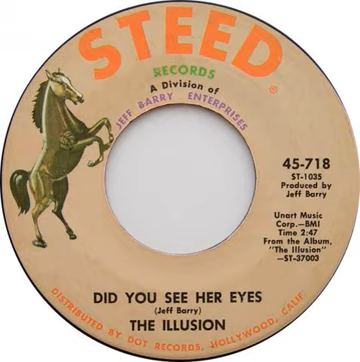 STEED
®
RECORDS
A Division of
JEFF BARRY ENTERPRISES
45-718
ST-1035
Produced by
Jeff Barry
Unart Music
Corp.—BMI
Time 2:47
From the Album,
"The Illusion"
—ST-37003
DID YOU SEE HER EYES
(Jeff Barry)
THE ILLUSION
DISTRIBUTED BY DOT RECORDS, HOLLYWOOD, CALIF.